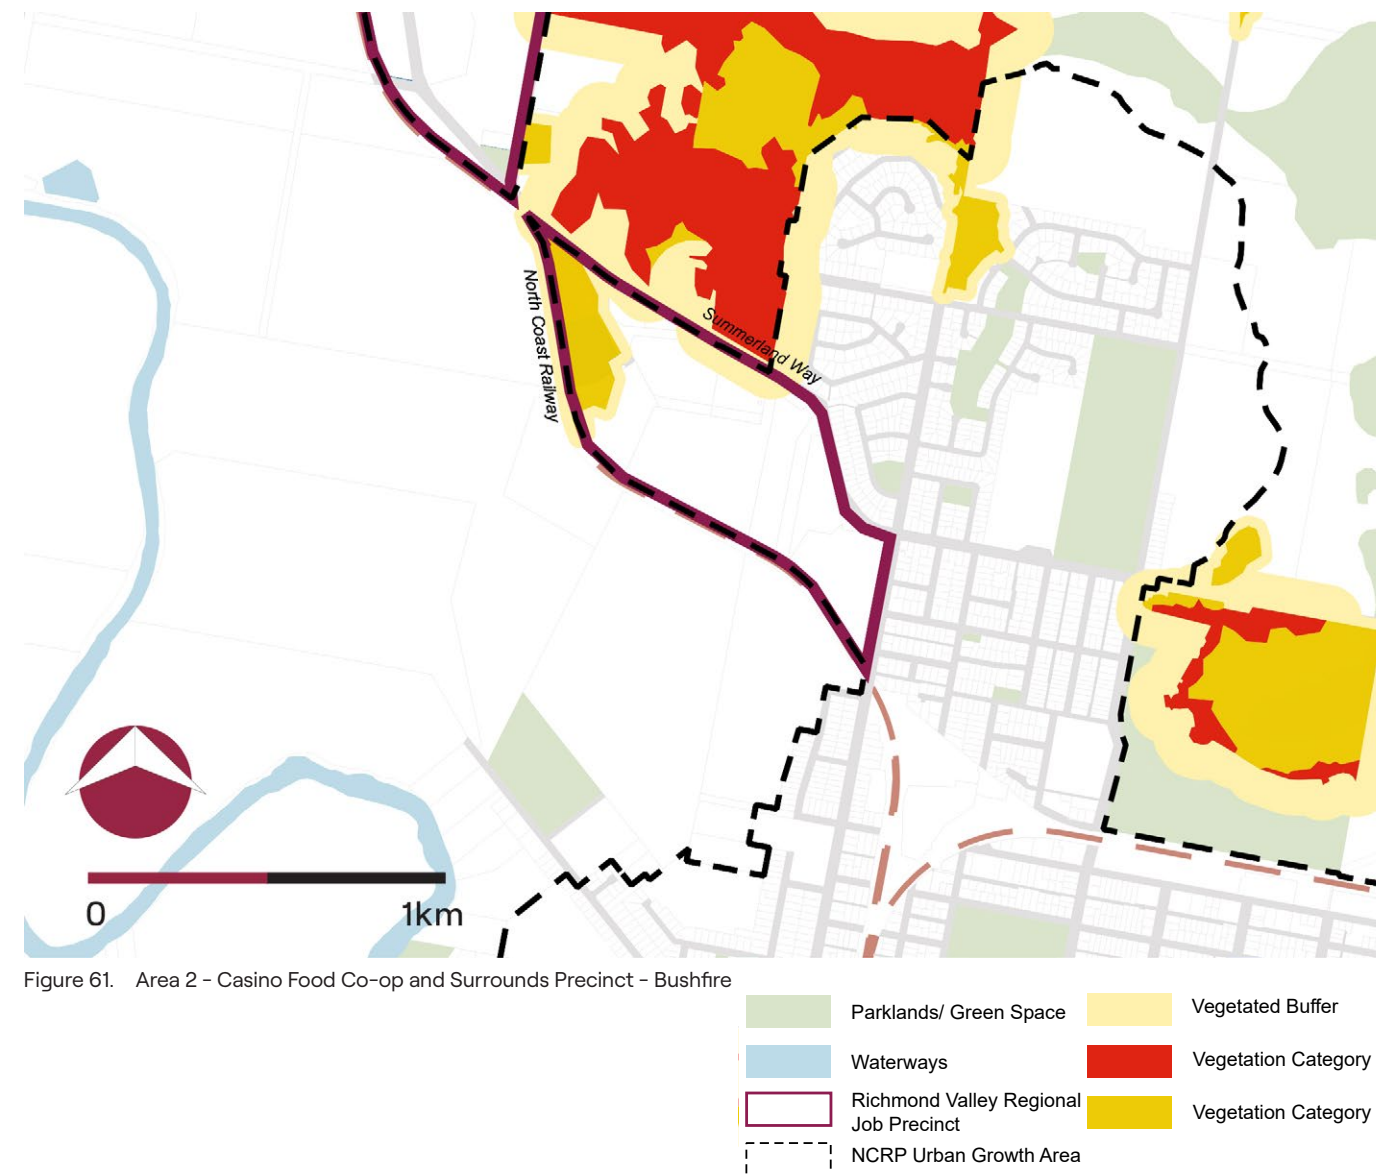 North Coast Railway
Summerland Way
0 1km
Figure 61. Area 2 - Casino Food Co-op and Surrounds Precinct - Bushfire
Parklands/ Green Space
Waterways
Richmond Valley Regional
Job Precinct
NCRP Urban Growth Area
Vegetated Buffer
Vegetation Category
Vegetation Category